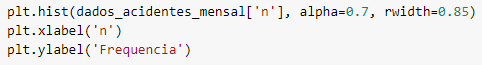 plt.hist(dados_acidentes_mensal['n'], alpha=0.7, rwidth=0.85)
plt.xlabel('n')
plt.ylabel('Frequencia')